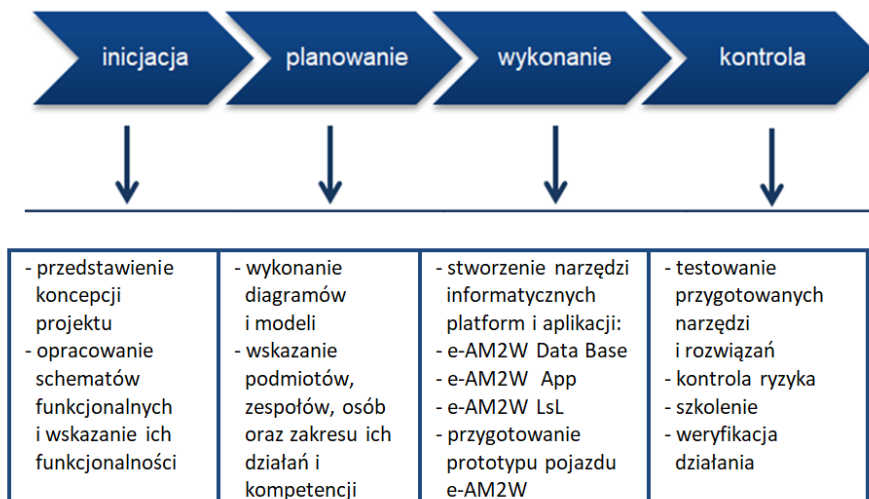 inicjacja
planowanie
wykonanie
kontrola
- przedstawienie
koncepcji
projektu
- opracowanie
schematów
funkcjonalnych
i wskazanie ich
funkcjonalności
- wykonanie
diagramów
i modeli
- wskazanie
podmiotów,
zespołów, osób
oraz zakresu ich
działań i
kompetencji
- stworzenie narzędzi
informatycznych
platform i aplikacji:
- e-AM2W Data Base
- e-AM2W App
- e-AM2W LsL
- przygotowanie
prototypu pojazdu
e-AM2W
- testowanie
przygotowanych
narzędzi
i rozwiązań
- kontrola ryzyka
- szkolenie
- weryfikacja
działania